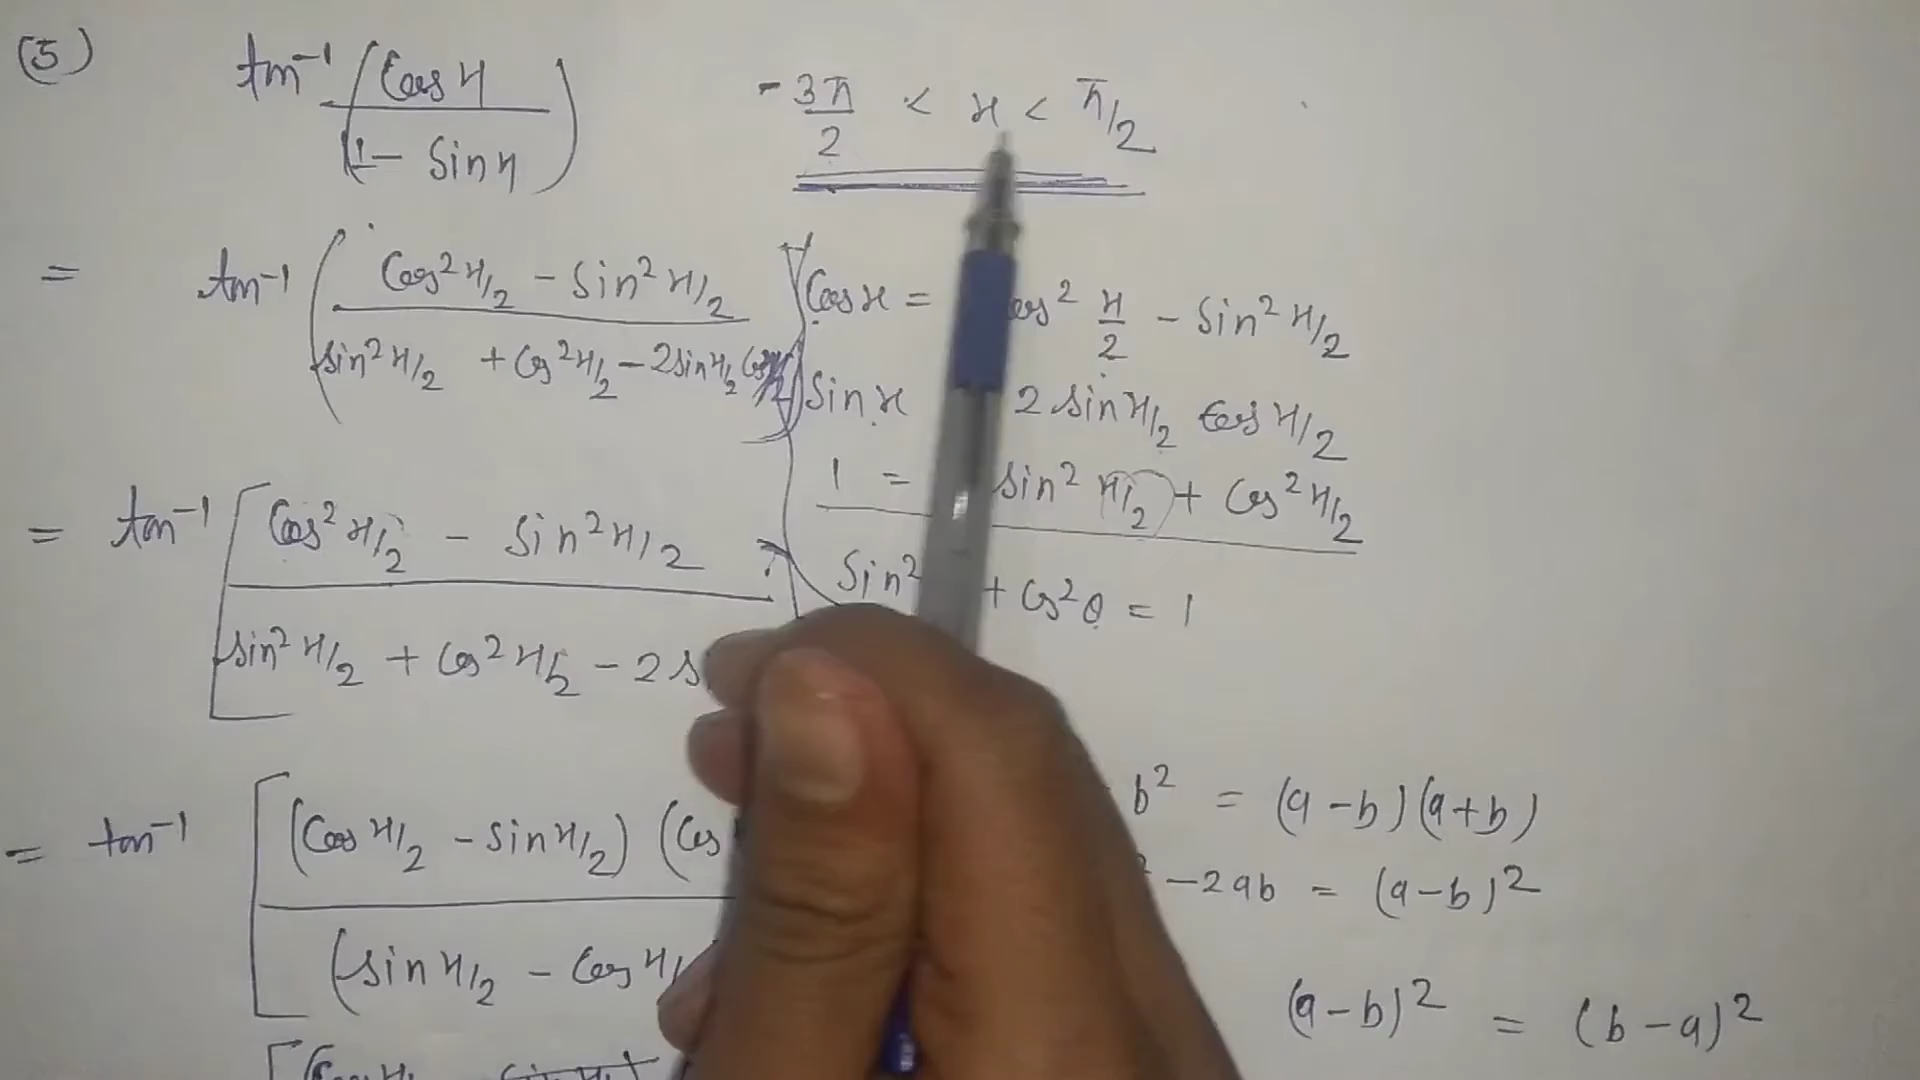 (5) tan⁻¹ (cos x / (1 - sin x)) -3π/2 < x < π/2
= tan⁻¹ ((cos² x/2 - sin² x/2) / (sin² x/2 + cos² x/2 - 2 sin x/2 cos x/2))
cos x = cos² x/2 - sin² x/2
sin x 2 sin x/2 cos x/2
1 = sin² x/2 + cos² x/2
sin² + cos² θ = 1
= tan⁻¹ [(cos² x/2 - sin² x/2) / (sin² x/2 + cos² x/2 - 2 s
= tan⁻¹ [(cos x/2 - sin x/2) (cos / (sin x/2 - cos x/
b² = (a - b)(a + b)
- 2ab = (a - b)²
(a - b)² = (b - a)²
[(cos x/ - sin x/